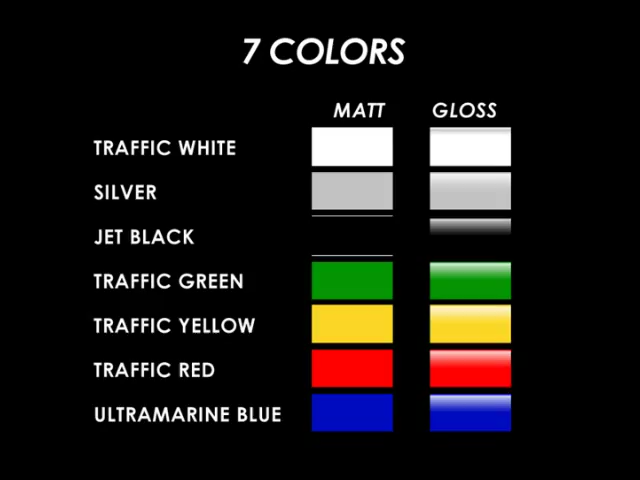 7 COLORS
MATT GLOSS
TRAFFIC WHITE
SILVER
JET BLACK
TRAFFIC GREEN
TRAFFIC YELLOW
TRAFFIC RED
ULTRAMARINE BLUE